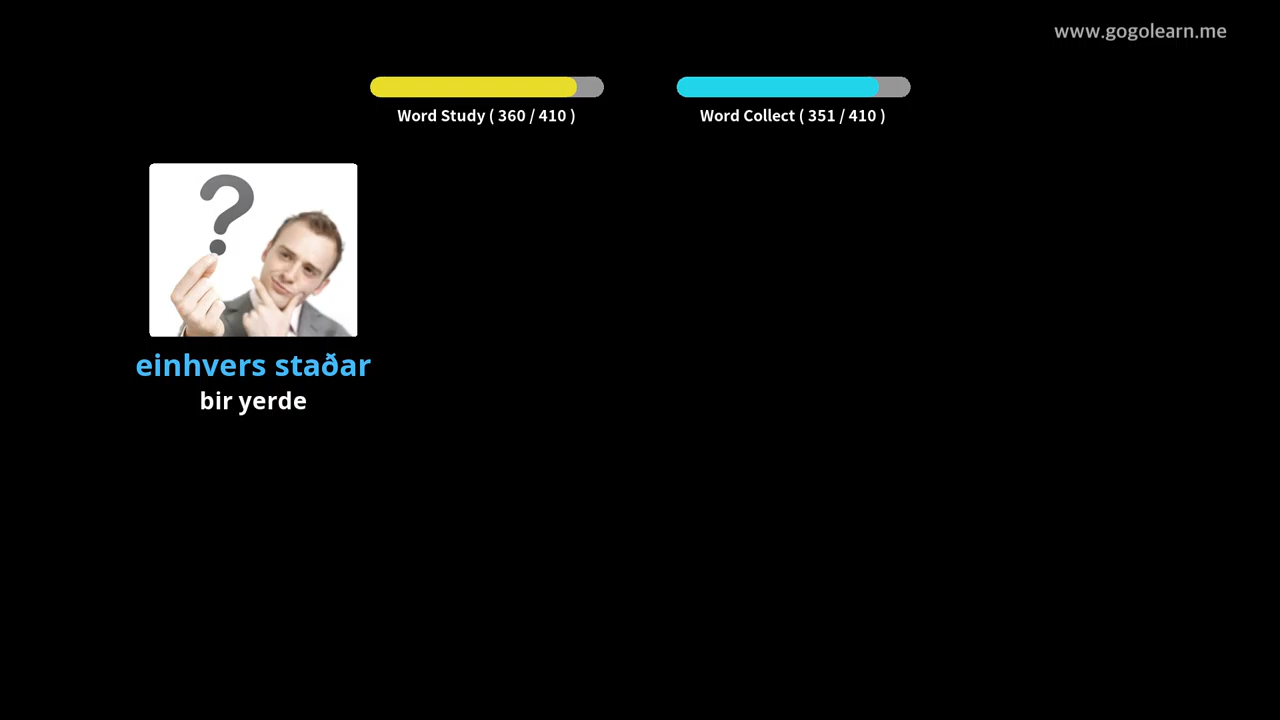 www.gogolearn.me
Word Study ( 360 / 410 )
Word Collect ( 351 / 410 )
?
einhvers staðar
bir yerde